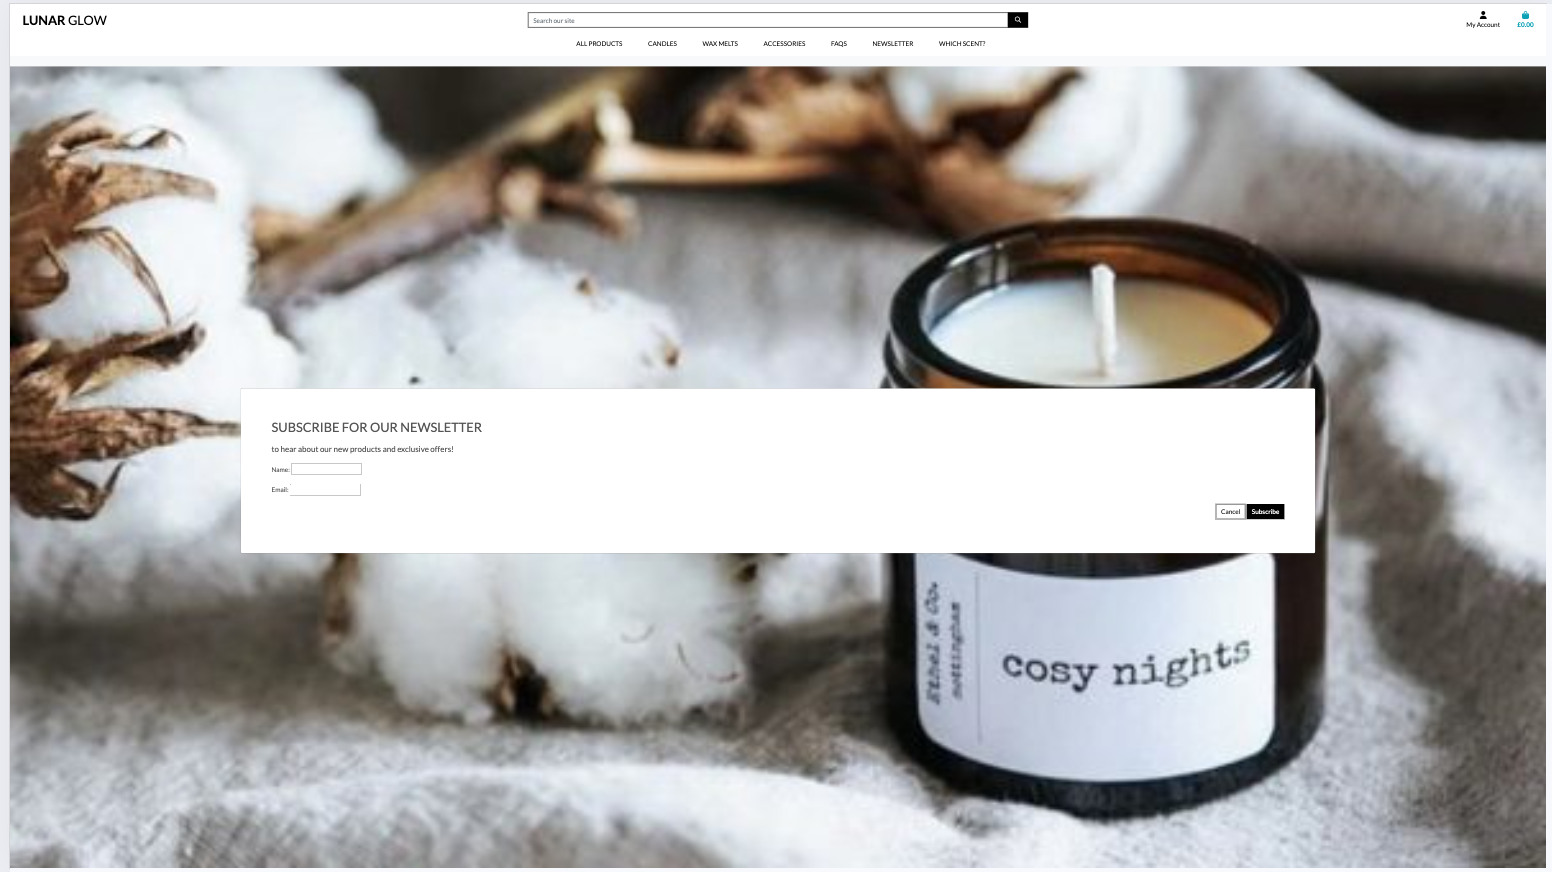 LUNAR GLOW
Search our site
My Account
£0.00
ALL PRODUCTS CANDLES WAX MELTS ACCESSORIES FAQS NEWSLETTER WHICH SCENT?
SUBSCRIBE FOR OUR NEWSLETTER
to hear about our new products and exclusive offers!
Name:
Email:
Cancel Subscribe
Ethel & Co.
nottingham
cosy nights